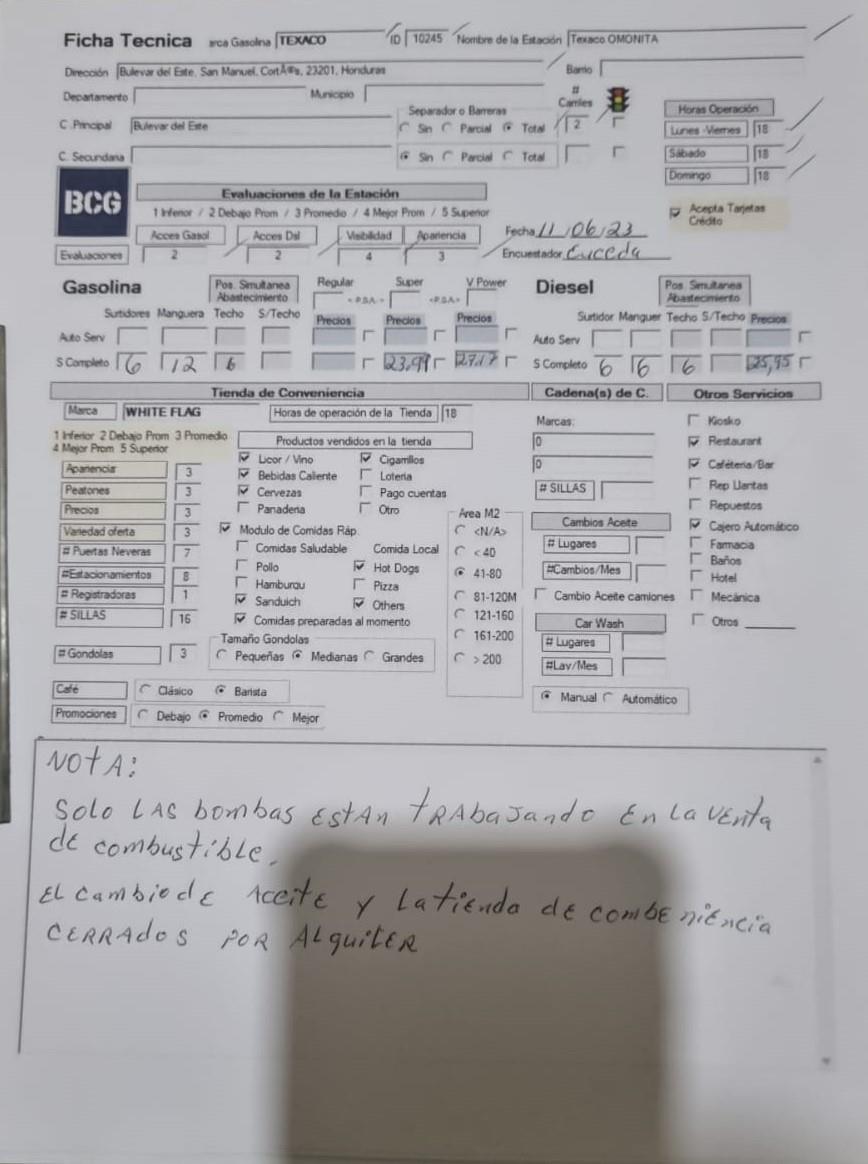 Ficha Tecnica arca Gasolina TEXACO ID 10245 Nombre de la Estación Texaco OMONITA
Dirección Bulevar del Este, San Manuel, CortÃ®s, 23201, Honduras Barrio
Departamento Municipio # Carriles
C .Principal Bulevar del Este Separador o Barreras Sin Parcial Total 2
C. Secundaria Sin Parcial Total
Horas Operación
Lunes -Viernes 18
Sábado 18
Domingo 18
BCG
Evaluaciones de la Estación
1 Inferior / 2 Debajo Prom / 3 Promedio / 4 Mejor Prom / 5 Superior
Acces Gasol Acces Dsl Visibilidad Apariencia
Evaluaciones 2 2 4 3
Fecha 11/06/23
Encuestador Euceda
Acepta Tarjetas Crédito
Gasolina Pos. Simultanea Abastecimiento Regular Super V Power
< P.S.A.> <P.S.A>
Surtidores Manguera Techo S/Techo Precios Precios Precios
Auto Serv
S Completo 6 12 6 23,99 27.17
Diesel Pos Simultanea Abastecimiento
Surtidor Manguer Techo S/Techo Precios
Auto Serv
S Completo 6 6 6 25,95
Tienda de Conveniencia
Marca WHITE FLAG Horas de operación de la Tienda 18
1 Inferior 2 Debajo Prom 3 Promedio
4 Mejor Prom 5 Superior
Apariencia 3
Peatones 3
Precios 3
Variedad oferta 3
# Puertas Neveras 7
#Estacionamientos 8
# Registradoras 1
# SILLAS 16
# Gondolas 3
Productos vendidos en la tienda
Licor / Vino Cigarrillos
Bebidas Caliente Loteria
Cervezas Pago cuentas
Panaderia Otro
Modulo de Comidas Ráp.
Comidas Saludable Comida Local
Pollo Hot Dogs
Hamburgu Pizza
Sanduich Others
Comidas preparadas al momento
Tamaño Gondolas
Pequeñas Medianas Grandes
Area M2
<N/A>
< 40
41-80
81-120M
121-160
161-200
> 200
Café Clásico Barista
Promociones Debajo Promedio Mejor
Cadena(s) de C.
Marcas:
0
0
# SILLAS
Cambios Aceite
# Lugares
#Cambios/Mes
Cambio Aceite camiones
Car Wash
# Lugares
#Lav/Mes
Manual Automático
Otros Servicios
Kiosko
Restaurant
Caféteria/Bar
Rep Llantas
Repuestos
Cajero Automático
Farmacia
Baños
Hotel
Mecánica
Otros
NOTA:
SOLO LAS bombas EStAN tRAbaJando En La VEnta
dE combustible.
EL cambio dE AcEitE y La tienda dE combEniEncia
CERRAdos POR ALquiLER